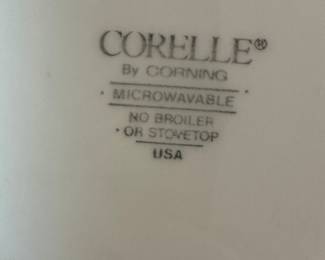 CORELLE®
By CORNING
· MICROWAVABLE ·
NO BROILER
· OR STOVETOP
USA